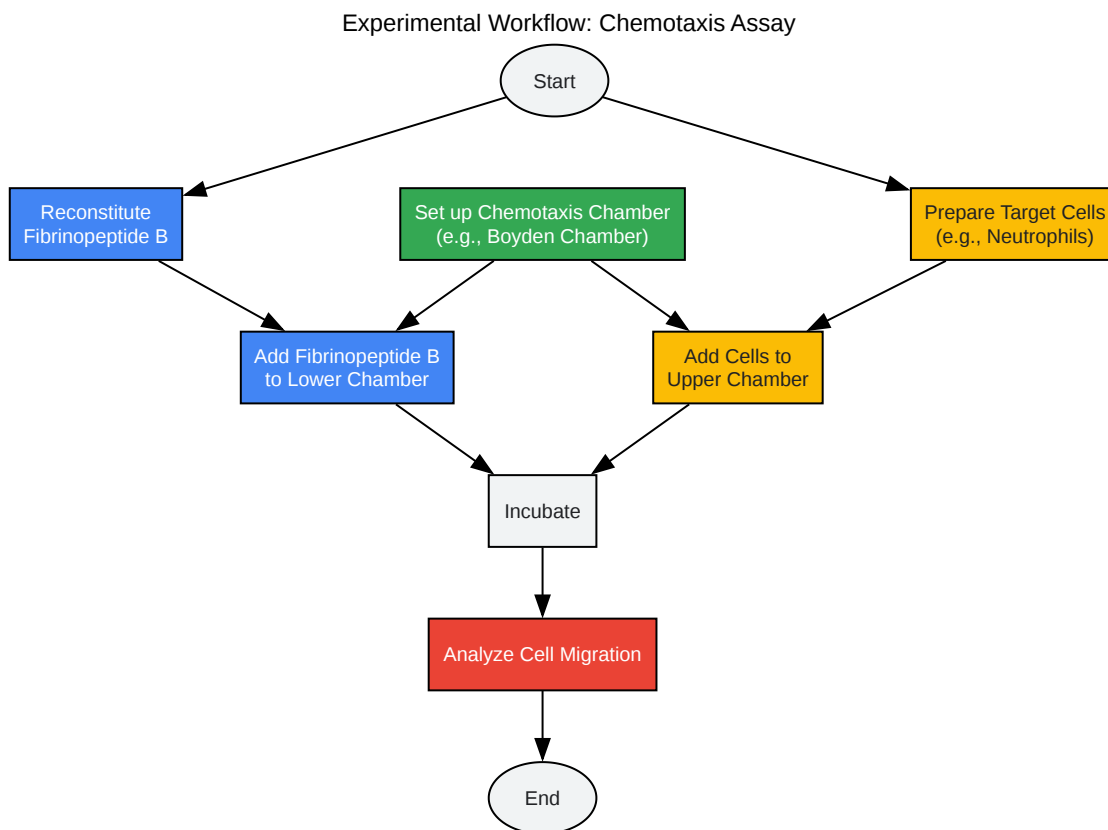 Experimental Workflow: Chemotaxis Assay
Start
Reconstitute
Fibrinopeptide B
Set up Chemotaxis Chamber
(e.g., Boyden Chamber)
Prepare Target Cells
(e.g., Neutrophils)
Add Fibrinopeptide B
to Lower Chamber
Add Cells to
Upper Chamber
Incubate
Analyze Cell Migration
End